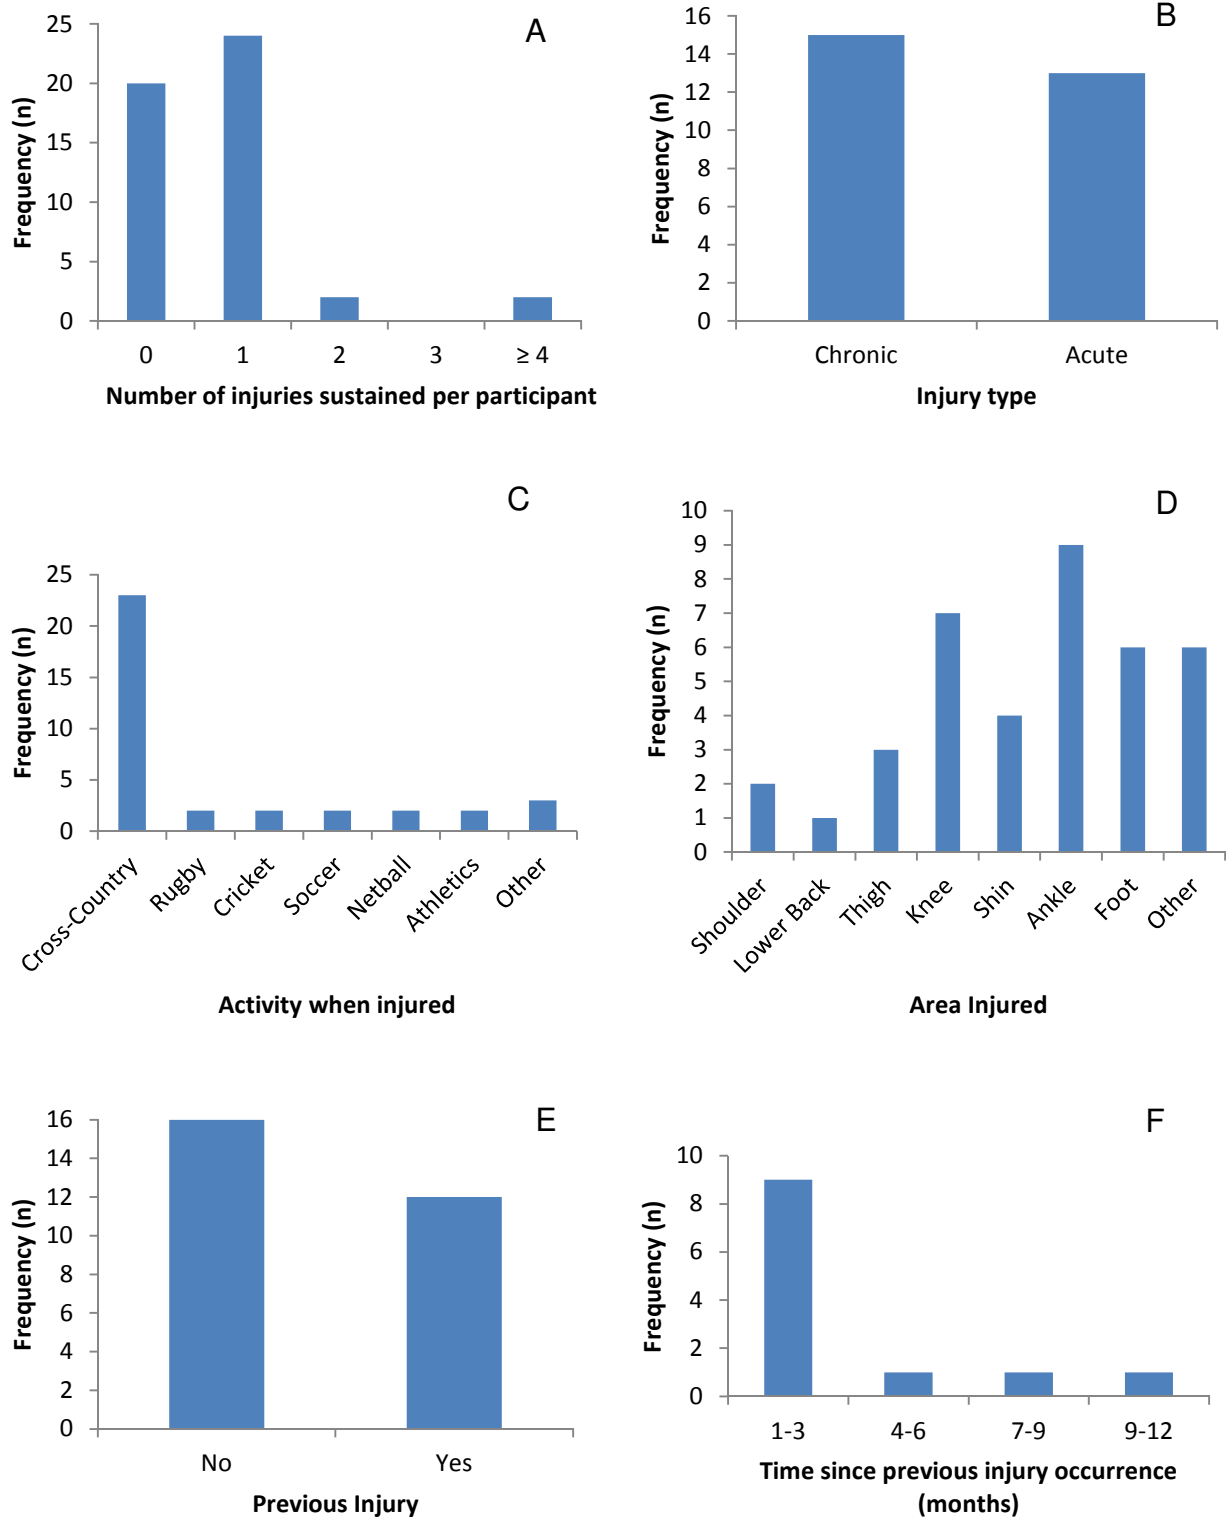 A
Frequency (n)
25
20
15
10
5
0
0 1 2 3 ≥ 4
Number of injuries sustained per participant
B
Frequency (n)
16
14
12
10
8
6
4
2
0
Chronic Acute
Injury type
C
Frequency (n)
25
20
15
10
5
0
Cross-Country Rugby Cricket Soccer Netball Athletics Other
Activity when injured
D
Frequency (n)
10
9
8
7
6
5
4
3
2
1
0
Shoulder Lower Back Thigh Knee Shin Ankle Foot Other
Area Injured
E
Frequency (n)
16
14
12
10
8
6
4
2
0
No Yes
Previous Injury
F
Frequency (n)
10
8
6
4
2
0
1-3 4-6 7-9 9-12
Time since previous injury occurrence
(months)